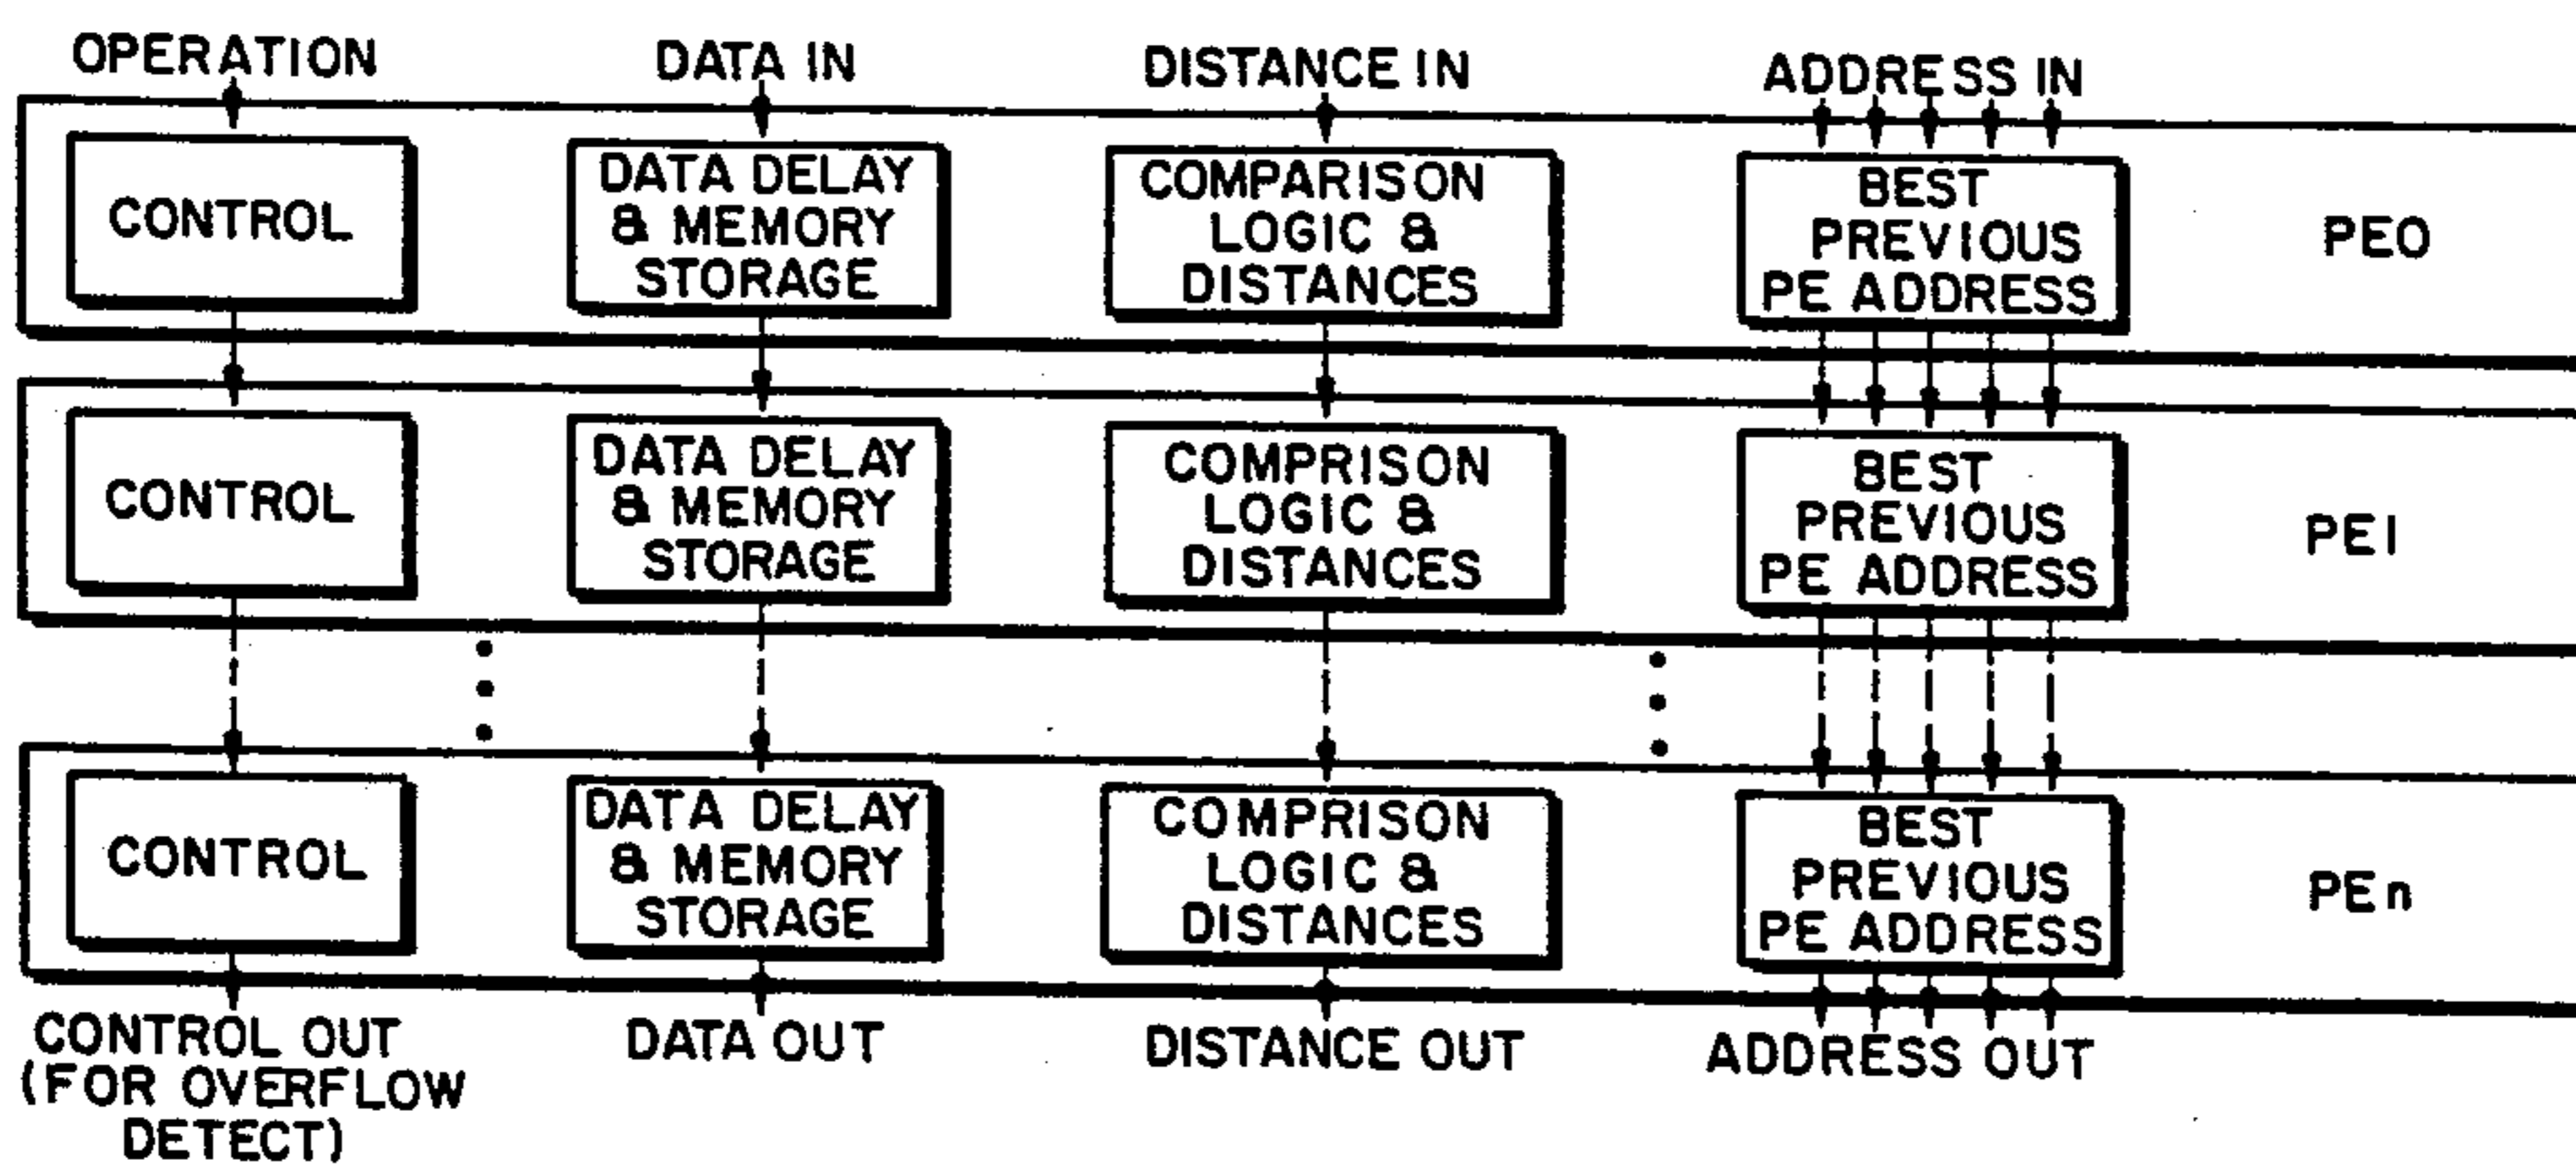 OPERATION DATA IN DISTANCE IN ADDRESS IN
CONTROL
DATA DELAY
& MEMORY
STORAGE
COMPARISON
LOGIC &
DISTANCES
BEST
PREVIOUS
PE ADDRESS
PE0
CONTROL
DATA DELAY
& MEMORY
STORAGE
COMPRISON
LOGIC &
DISTANCES
BEST
PREVIOUS
PE ADDRESS
PE1
CONTROL
DATA DELAY
& MEMORY
STORAGE
COMPRISON
LOGIC &
DISTANCES
BEST
PREVIOUS
PE ADDRESS
PEn
CONTROL OUT
(FOR OVERFLOW
DETECT)
DATA OUT
DISTANCE OUT
ADDRESS OUT